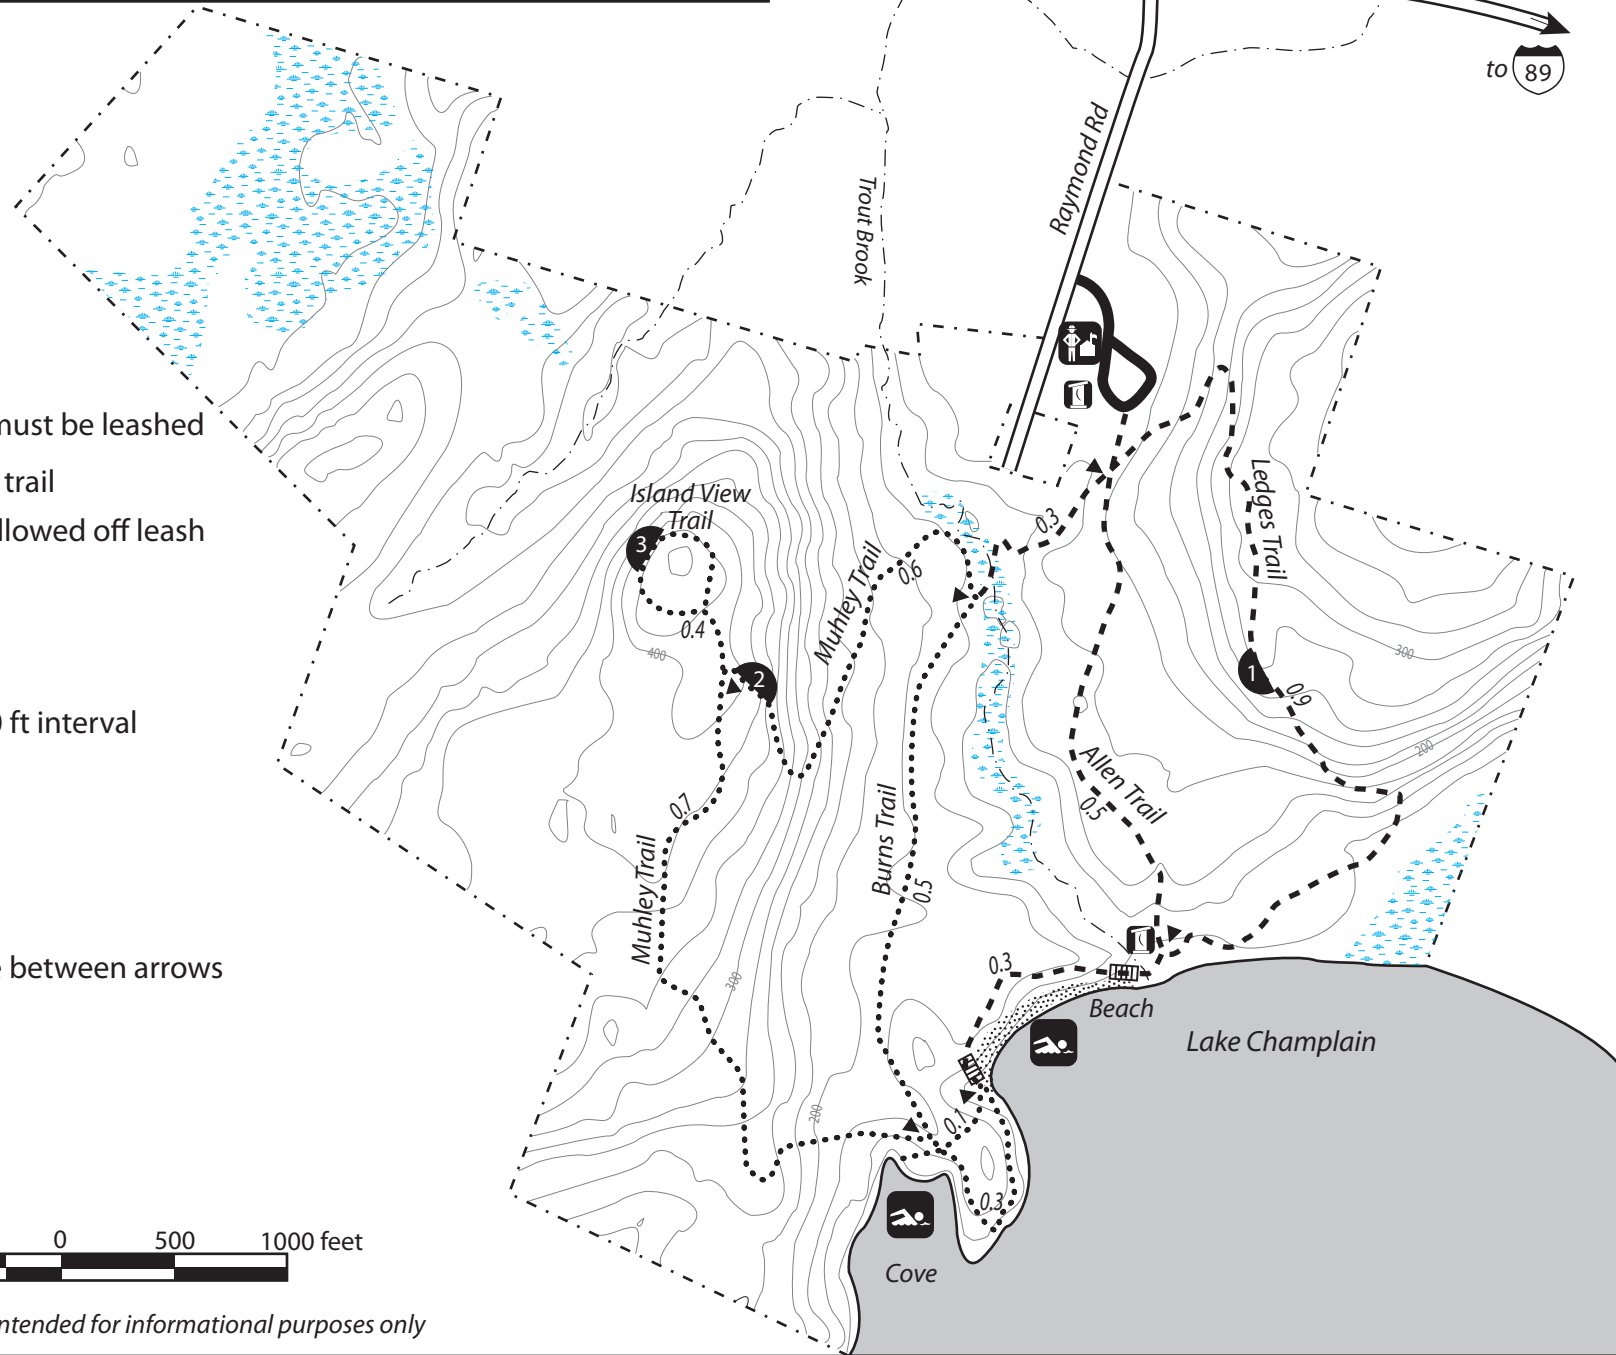 to 89
Raymond Rd
Trout Brook
must be leashed
trail
llowed off leash
Island View
Trail
3
0.4
400
2
Muhley Trail
0.6
0.3
Ledges Trail
1
0.9
300
200
Allen Trail
0.5
0 ft interval
0.7
Muhley Trail
Burns Trail
0.5
e between arrows
300
0.3
Beach
Lake Champlain
200
0.1
0.3
Cove
0 500 1000 feet
ntended for informational purposes only